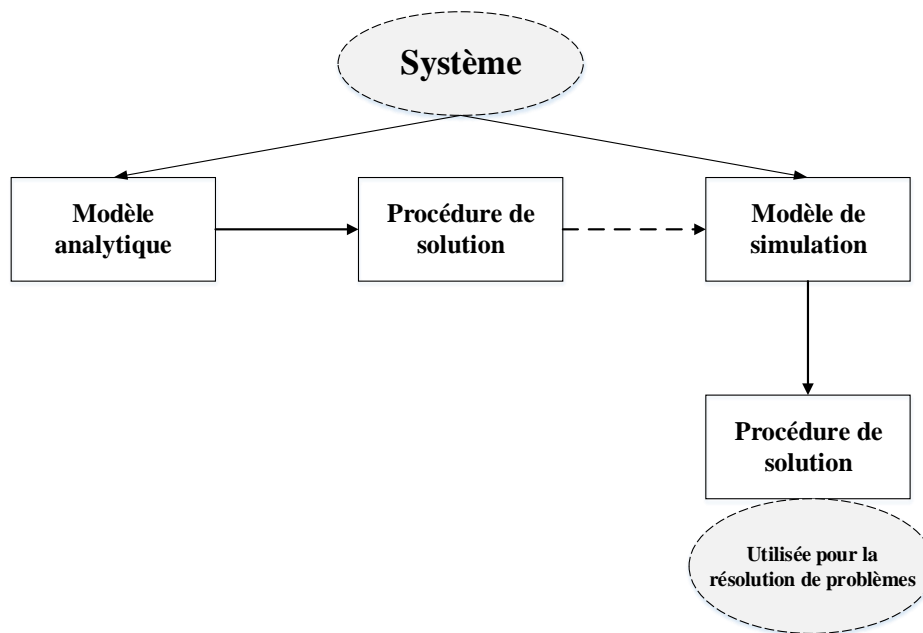 Système
Modèle
analytique
Procédure de
solution
Modèle de
simulation
Procédure de
solution
Utilisée pour la
résolution de problèmes